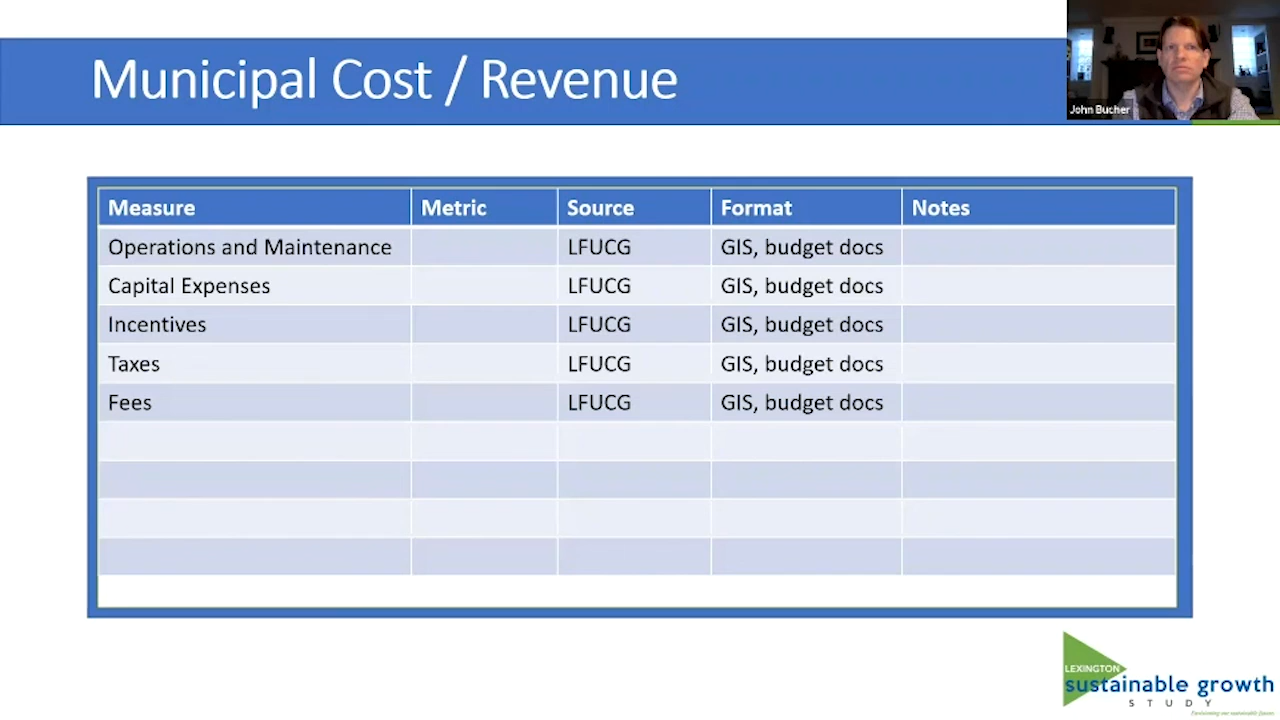 Municipal Cost / Revenue
John Bucher
Measure Metric Source Format Notes
Operations and Maintenance LFUCG GIS, budget docs
Capital Expenses LFUCG GIS, budget docs
Incentives LFUCG GIS, budget docs
Taxes LFUCG GIS, budget docs
Fees LFUCG GIS, budget docs
LEXINGTON
sustainable growth
STUDY